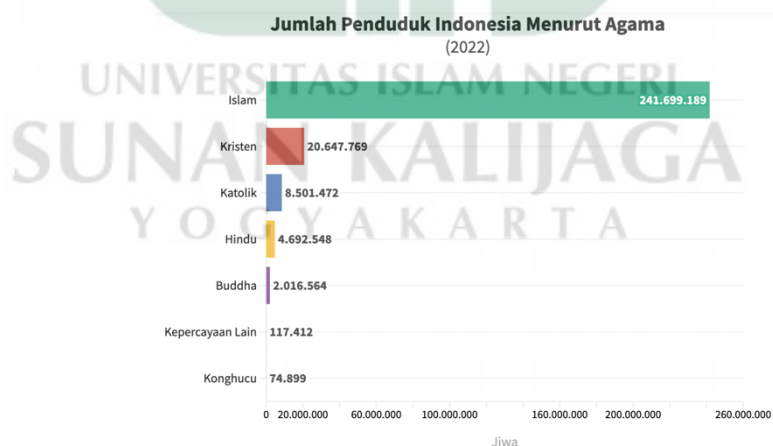 Jumlah Penduduk Indonesia Menurut Agama
(2022)
UNIVERSITAS ISLAM NEGERI
Islam 241.699.189
SUNAN KALIJAGA
Kristen 20.647.769
Katolik 8.501.472
YOGYAKARTA
Hindu 4.692.548
Buddha 2.016.564
Kepercayaan Lain 117.412
Konghucu 74.899
0 20.000.000 60.000.000 100.000.000 160.000.000 200.000.000 260.000.000
Jiwa